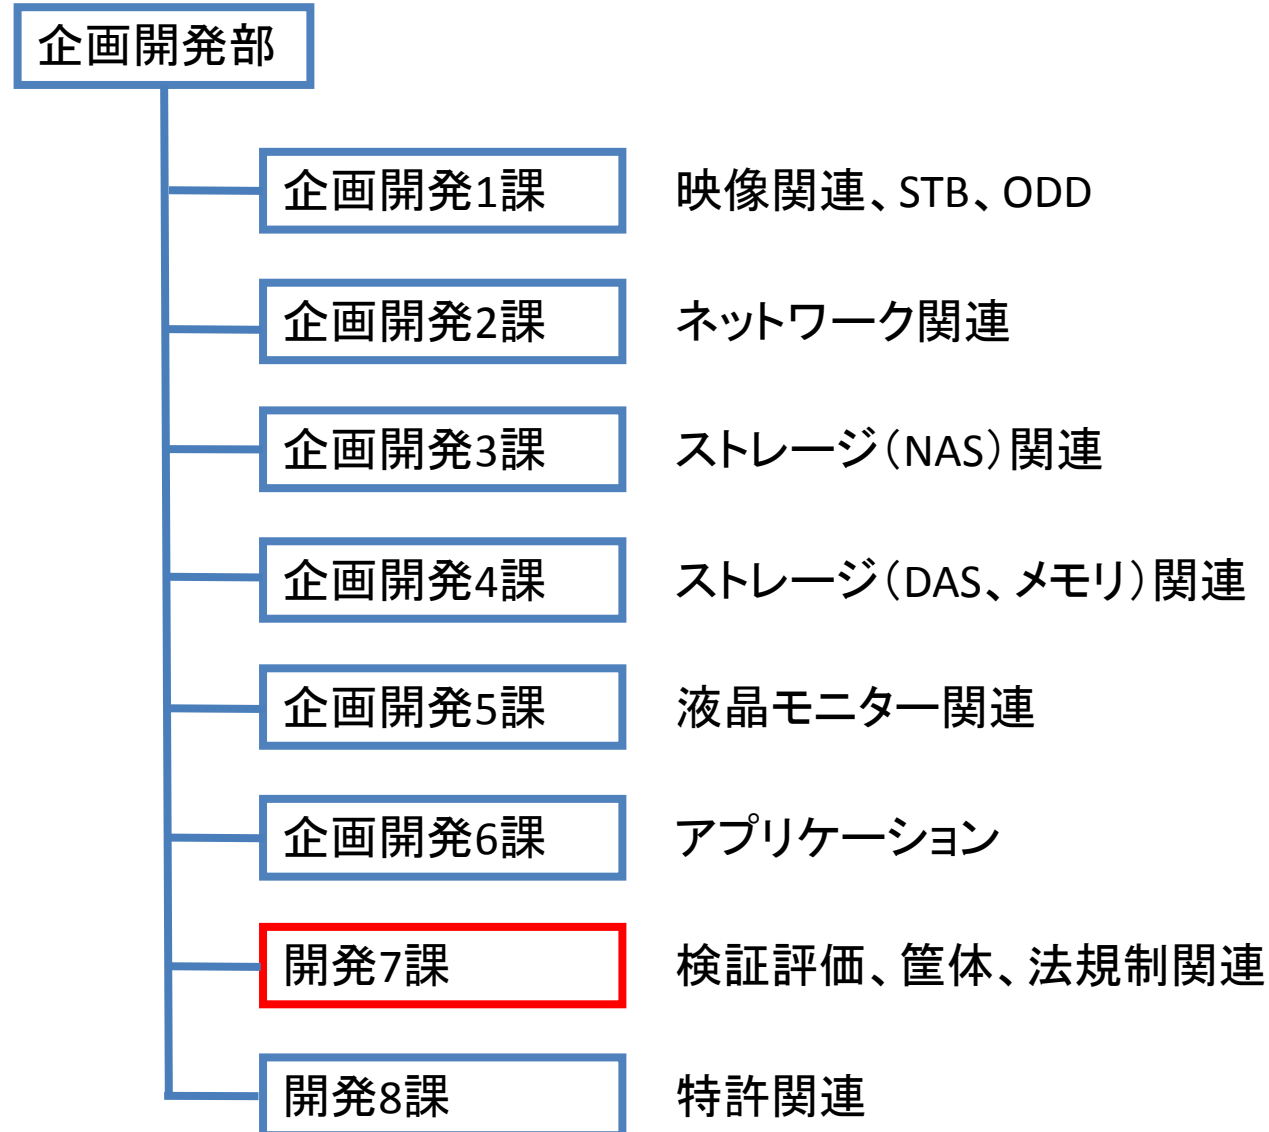 企画開発部
企画開発1課 映像関連、STB、ODD
企画開発2課 ネットワーク関連
企画開発3課 ストレージ（NAS）関連
企画開発4課 ストレージ（DAS、メモリ）関連
企画開発5課 液晶モニター関連
企画開発6課 アプリケーション
開発7課 検証評価、筐体、法規制関連
開発8課 特許関連